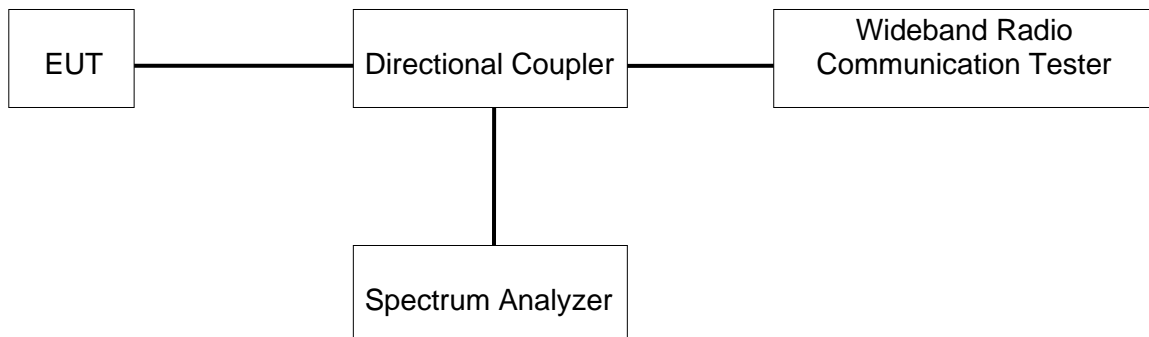 EUT
Directional Coupler
Wideband Radio
Communication Tester
Spectrum Analyzer